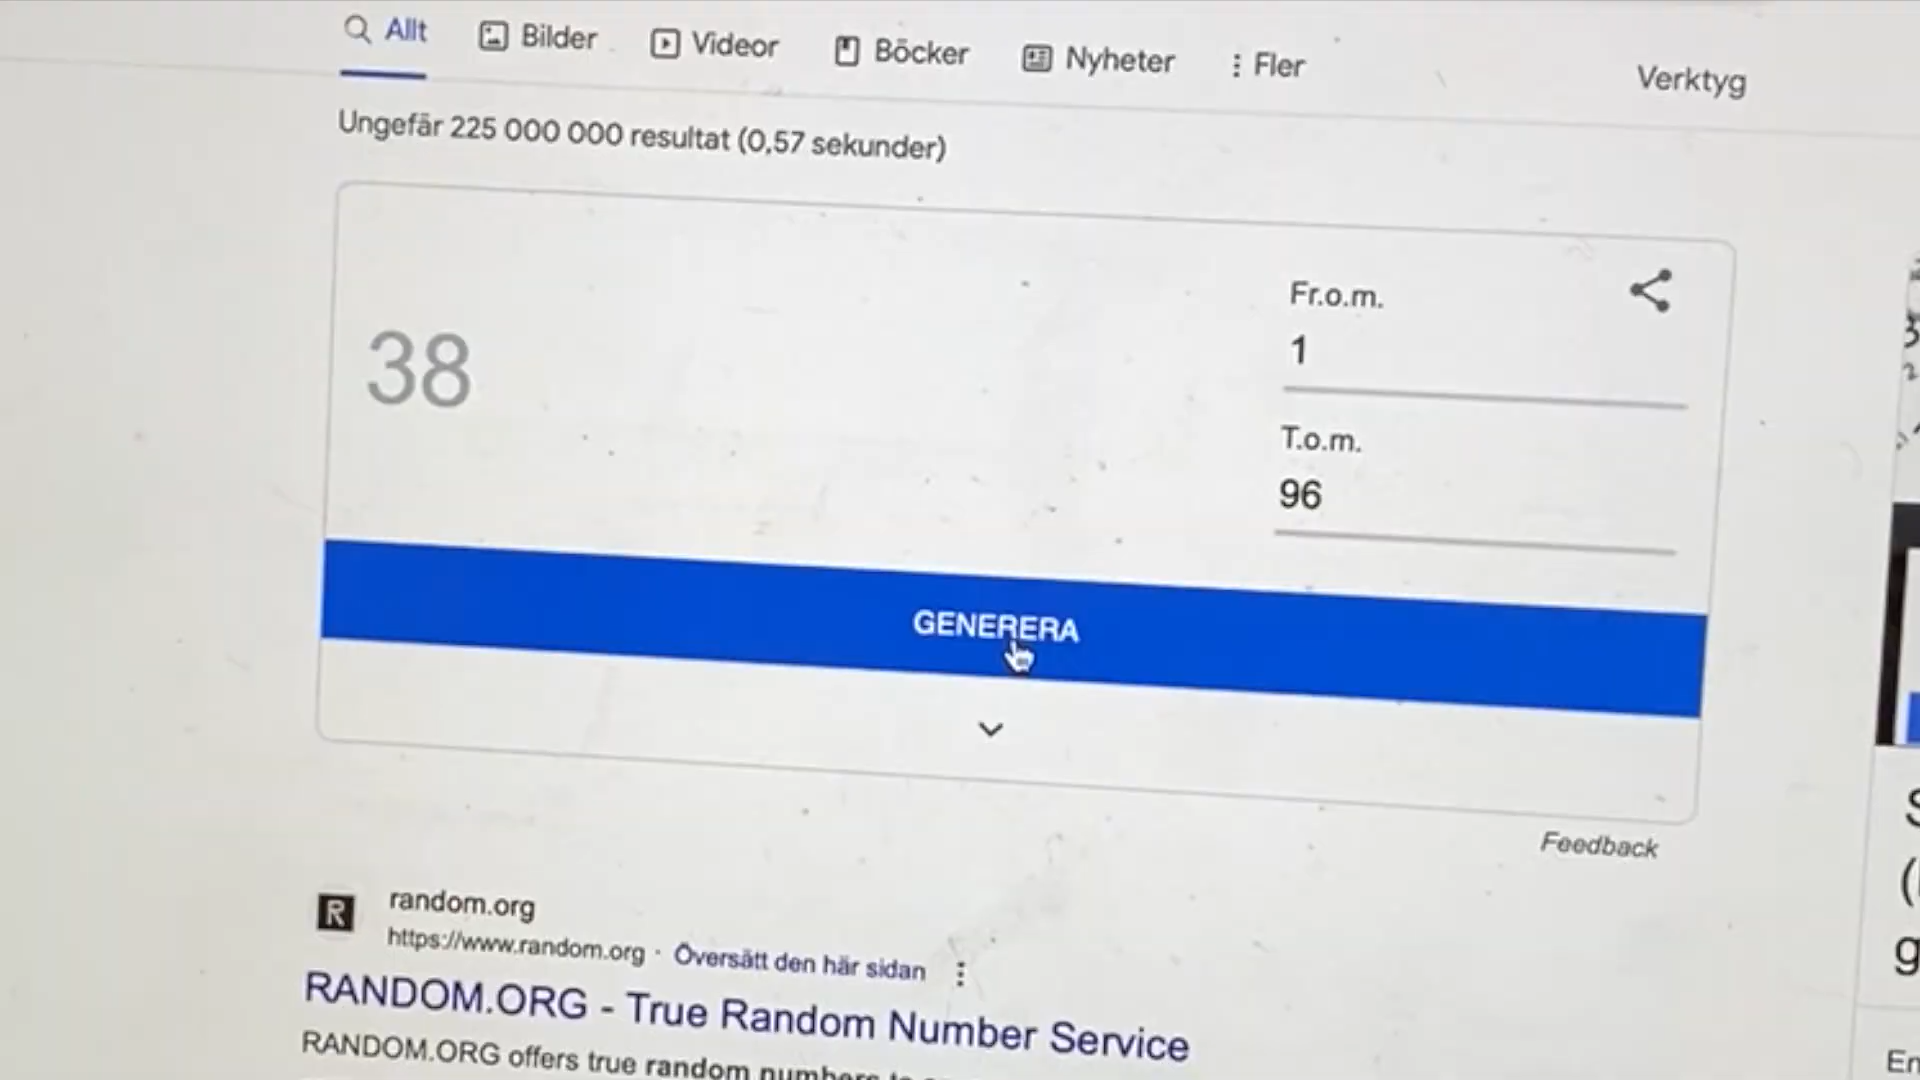 Allt Bilder Videor Böcker Nyheter Fler Verktyg
Ungefär 225 000 000 resultat (0,57 sekunder)
38
Fr.o.m.
1
T.o.m.
96
GENERERA
Feedback
random.org
https://www.random.org · Översätt den här sidan
RANDOM.ORG - True Random Number Service
RANDOM.ORG offers true random numbers to